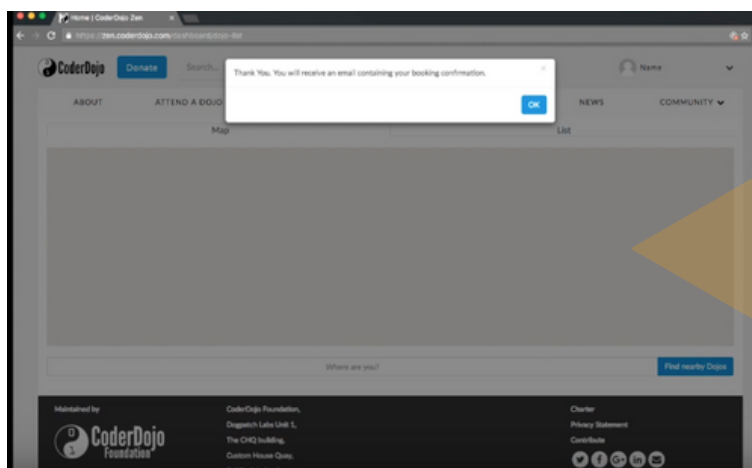 Home | CoderDojo Zen
https://zen.coderdojo.com/dashboard/dojo-list
CoderDojo
Donate
Search...
Thank You. You will receive an email containing your booking confirmation.
OK
Name
ABOUT
ATTEND A DOJO
NEWS
COMMUNITY
Map
List
Where are you?
Find nearby Dojos
Maintained by
CoderDojo
Foundation
CoderDojo Foundation,
Dogpatch Labs Unit 1,
The CHQ building,
Custom House Quay,
Charter
Privacy Statement
Contribute